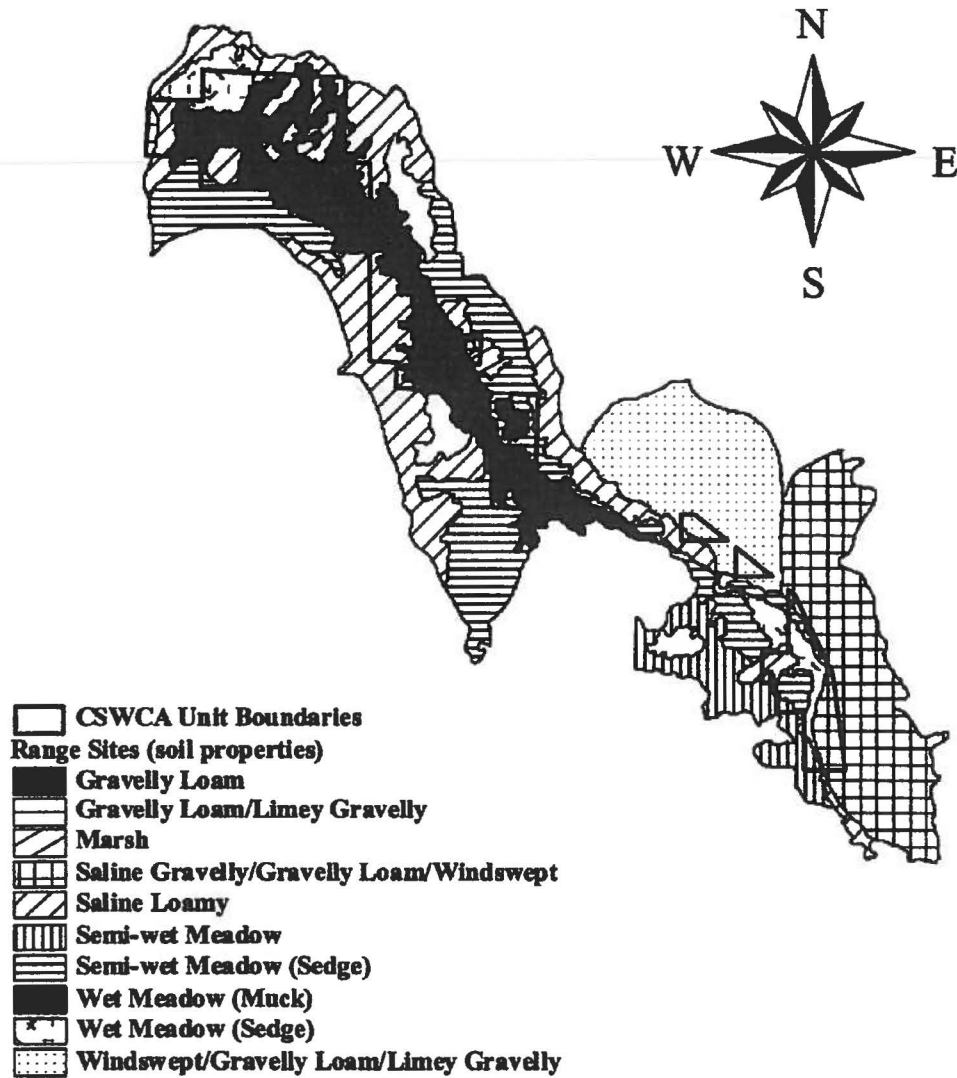 N
W E
S
CSWCA Unit Boundaries
Range Sites (soil properties)
Gravelly Loam
Gravelly Loam/Limey Gravelly
Marsh
Saline Gravelly/Gravelly Loam/Windswept
Saline Loamy
Semi-wet Meadow
Semi-wet Meadow (Sedge)
Wet Meadow (Muck)
Wet Meadow (Sedge)
Windswept/Gravelly Loam/Limey Gravelly